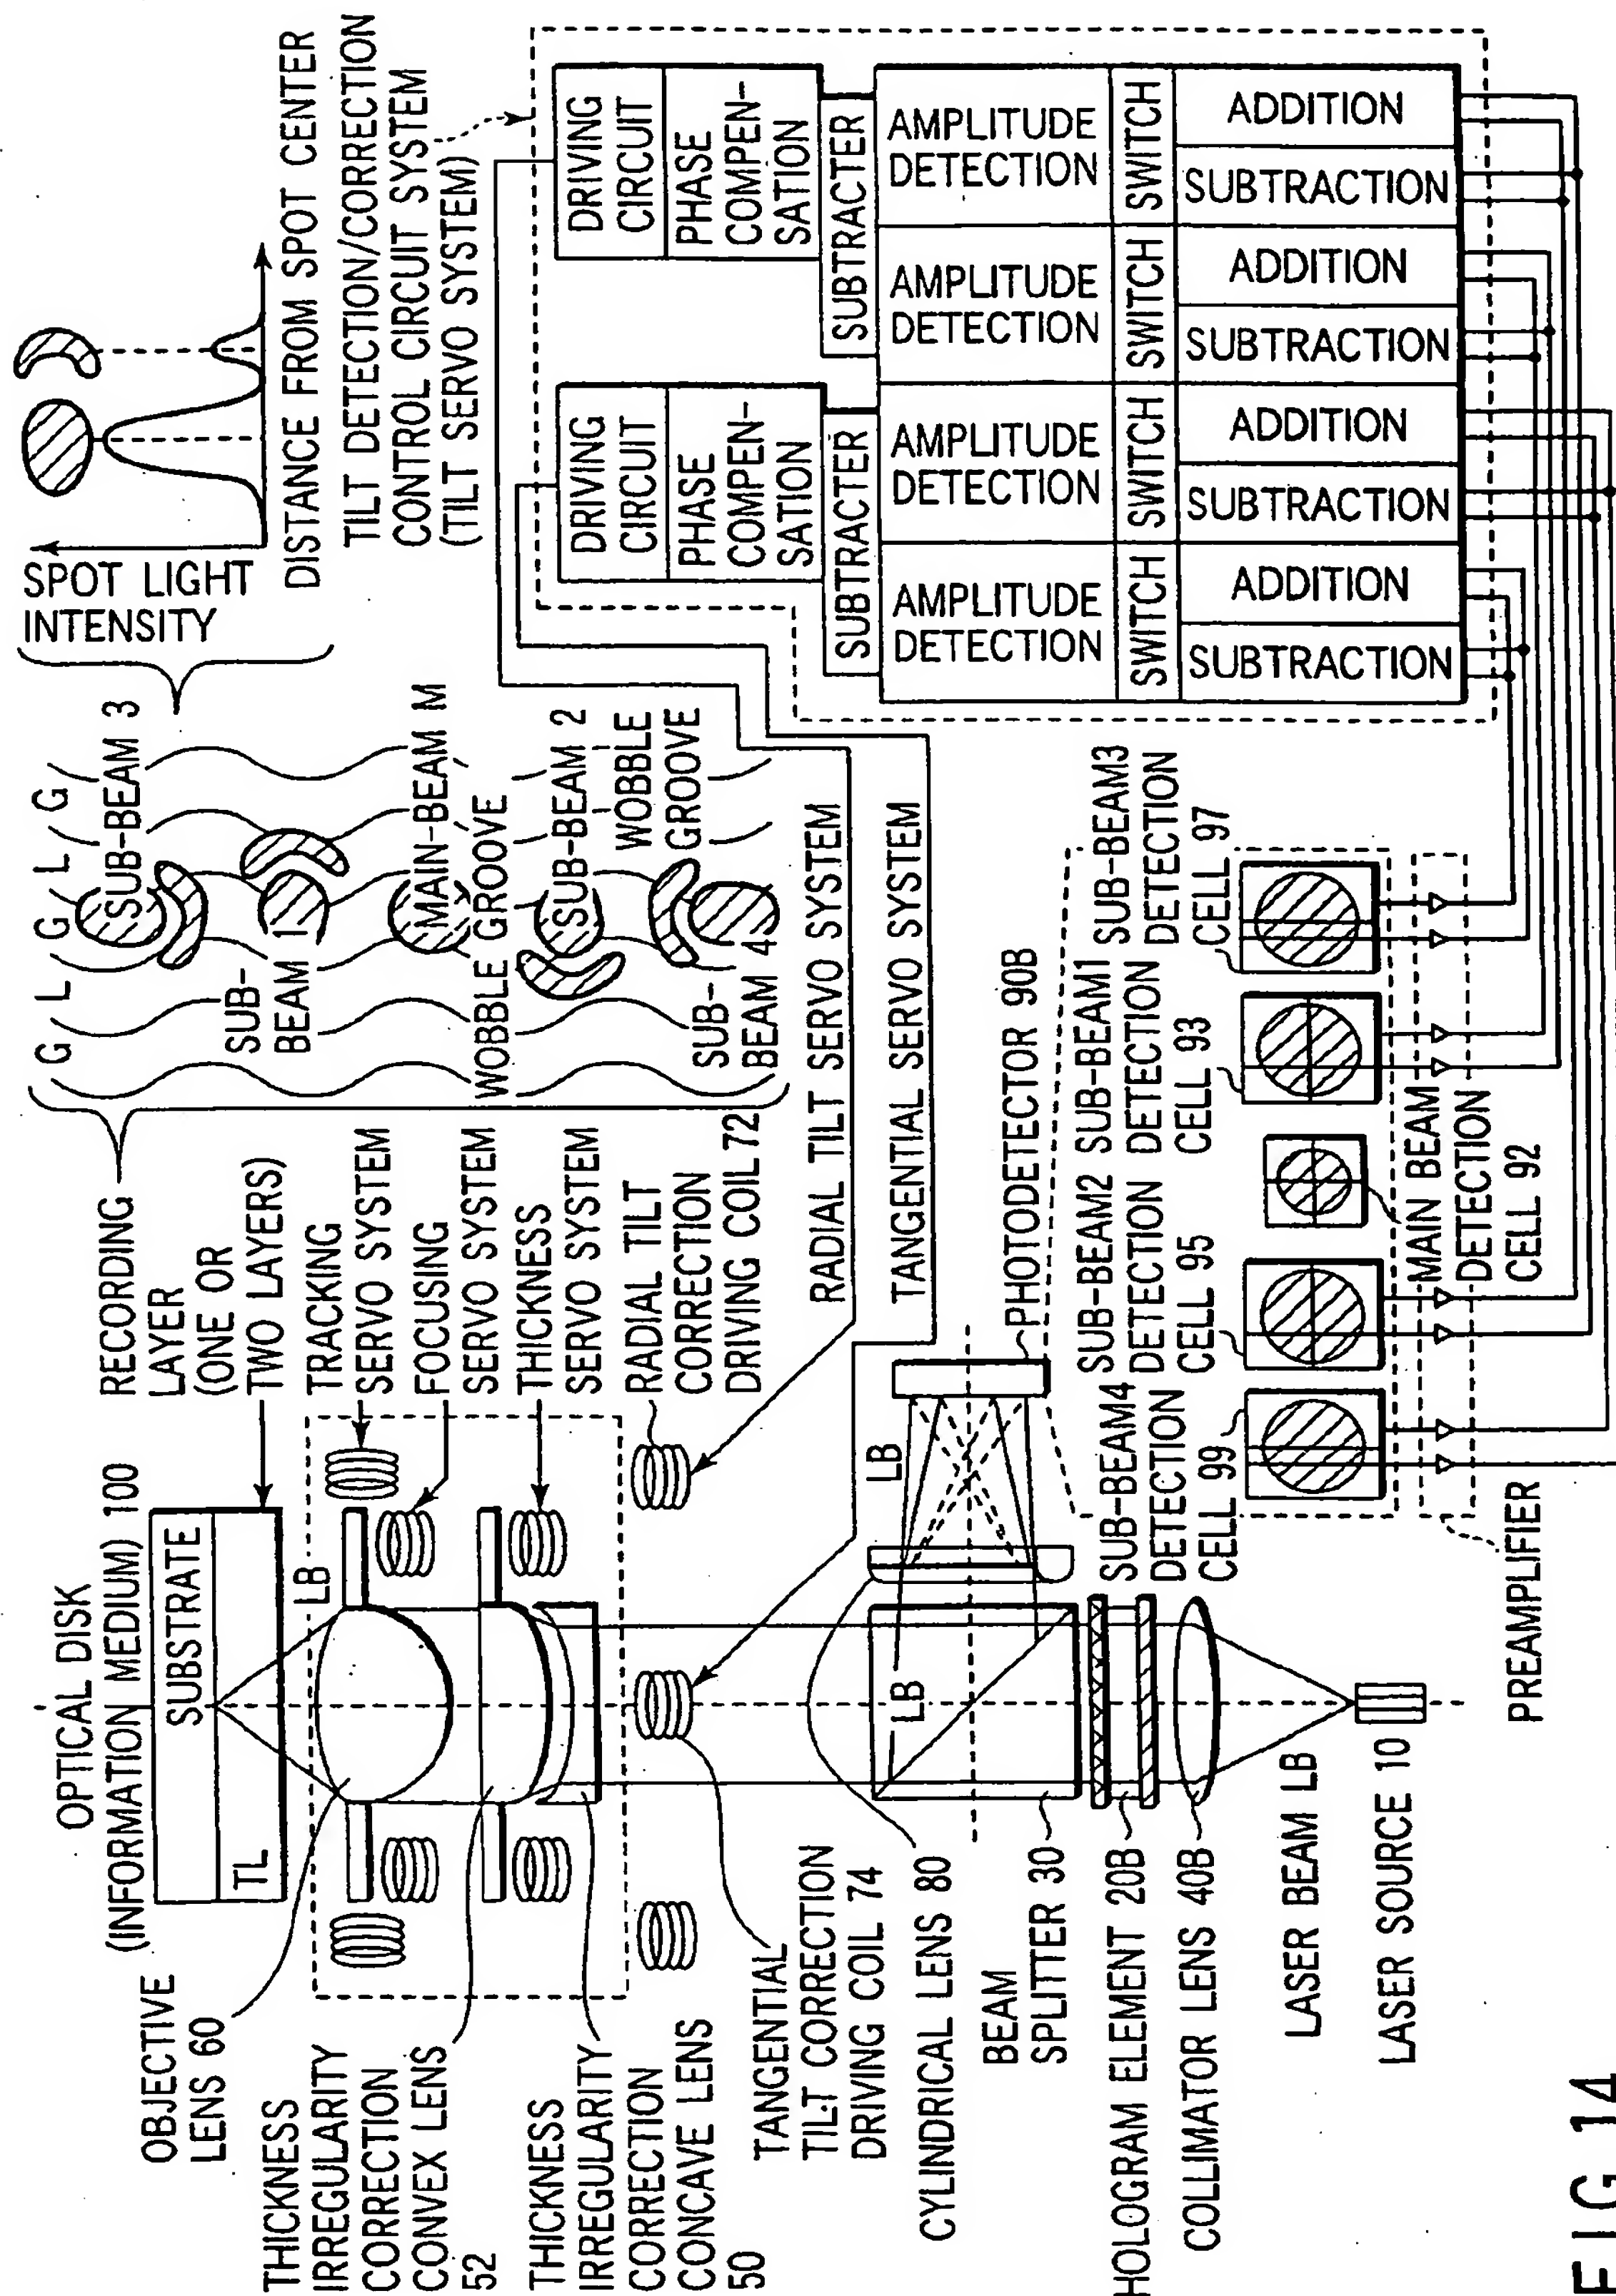 OPTICAL DISK
(INFORMATION MEDIUM) 100
SUBSTRATE
TL
OBJECTIVE
LENS 60
THICKNESS
IRREGULARITY
CORRECTION
CONVEX LENS
52
THICKNESS
IRREGULARITY
CORRECTION
CONCAVE LENS
50
TANGENTIAL
TILT CORRECTION
DRIVING COIL 74
CYLINDRICAL LENS 80
BEAM
SPLITTER 30
HOLOGRAM ELEMENT 20B
COLLIMATOR LENS 40B
LASER BEAM LB
LASER SOURCE 10
LB
LB
LB
RECORDING
LAYER
(ONE OR
TWO LAYERS)
TRACKING
SERVO SYSTEM
FOCUSING
SERVO SYSTEM
THICKNESS
SERVO SYSTEM
RADIAL TILT
CORRECTION
DRIVING COIL 72
RADIAL TILT SERVO SYSTEM
TANGENTIAL SERVO SYSTEM
PHOTODETECTOR 90B
G L G L G
SUB-BEAM 3
SUB-
BEAM 1
MAIN-BEAM M
WOBBLE GROOVE
SUB-BEAM 2
WOBBLE
GROOVE
SUB-
BEAM 4
SPOT LIGHT
INTENSITY
DISTANCE FROM SPOT CENTER
TILT DETECTION/CORRECTION
CONTROL CIRCUIT SYSTEM
(TILT SERVO SYSTEM)
DRIVING
CIRCUIT
PHASE
COMPEN-
SATION
SUBTRACTER
DRIVING
CIRCUIT
PHASE
COMPEN-
SATION
SUBTRACTER
AMPLITUDE
DETECTION
AMPLITUDE
DETECTION
AMPLITUDE
DETECTION
AMPLITUDE
DETECTION
SWITCH
SWITCH
SWITCH
SWITCH
SUBTRACTION
ADDITION
SUBTRACTION
ADDITION
SUBTRACTION
ADDITION
SUBTRACTION
ADDITION
SUB-BEAM4
DETECTION
CELL 99
SUB-BEAM2
DETECTION
CELL 95
SUB-BEAM1
DETECTION
CELL 93
SUB-BEAM3
DETECTION
CELL 97
MAIN BEAM
DETECTION
CELL 92
PREAMPLIFIER
FIG.14